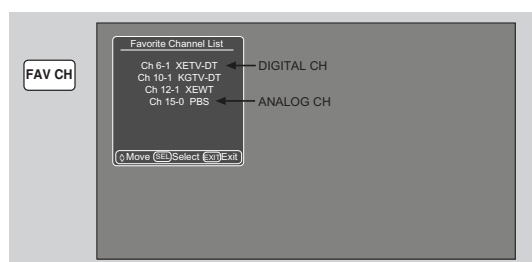 FAV CH
Favorite Channel List
Ch 6-1 XETV-DT
DIGITAL CH
Ch 10-1 KGTV-DT
Ch 12-1 XEWT
Ch 15-0 PBS
ANALOG CH
Move SEL Select EXIT Exit